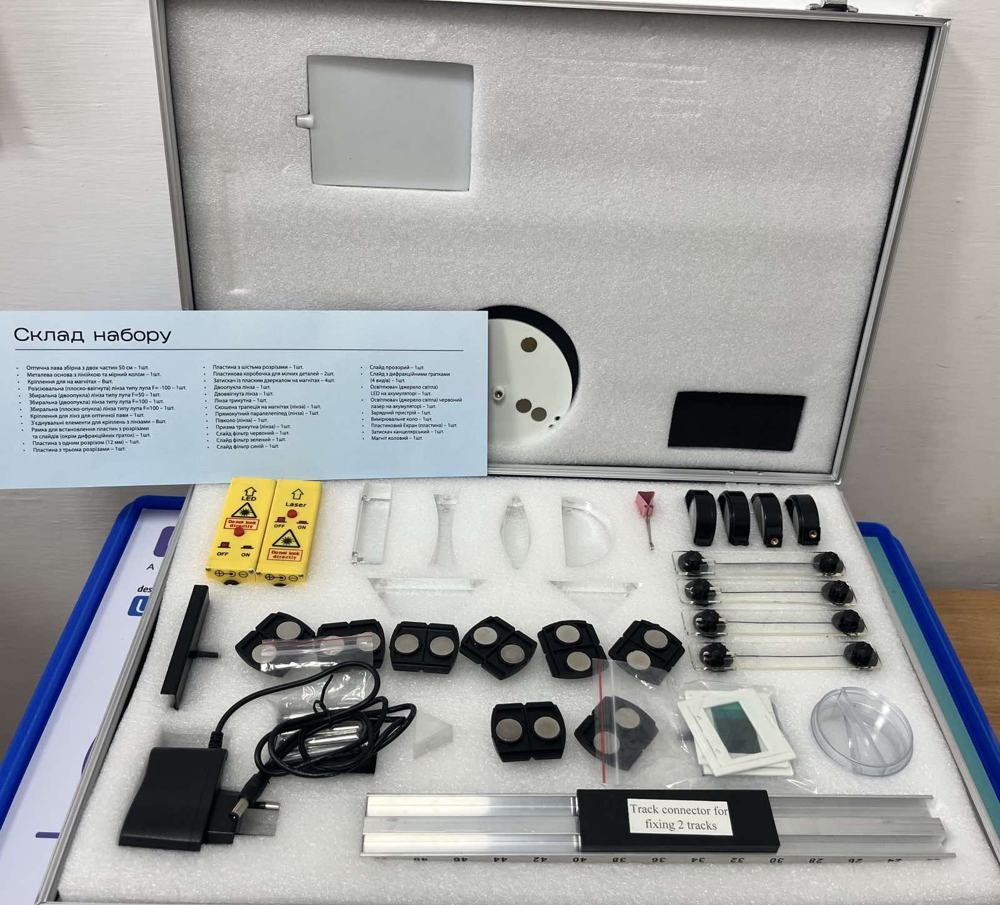 Склад набору
• Оптична лава збірна з двох частин 50 см – 1шт.
• Металева основа з лінійкою та мірним колом – 1шт.
• Кріплення для на магнітах – 8шт.
• Розсіювальна (плоско-ввігнута) лінза типу лупа F= -100 – 1шт.
• Збиральна (двоопукла) лінза типу лупа F=50 – 1шт.
• Збиральна (двоопукла) лінза типу лупа F=100 – 1шт.
• Збиральна (плоско-опукла) лінза типу лупа F=100 – 1шт.
• Кріплення для лінз для оптичної лави – 1шт.
• З'єднувальні елементи для кріплень з лінзами – 8шт.
• Рамка для встановлення пластин з розрізами
та слайдів (окрім дифракційних ґраток) – 1шт.
• Пластина з одним розрізом (12 мм) – 1шт.
• Пластина з трьома розрізами – 1шт.
• Пластина з шістьма розрізами – 1шт.
• Пластикова коробочка для мілких деталей – 2шт.
• Затискач із пласким дзеркалом на магнітах – 4шт.
• Двоопукла лінза – 1шт.
• Двоввігнута лінза – 1шт.
• Лінза трикутна – 1шт.
• Скошена трапеція на магнітах (лінза) – 1шт.
• Прямокутний паралелепіпед (лінза) – 1шт.
• Півколо (лінза) – 1шт.
• Призма трикутна (лінза) – 1шт.
• Слайд фільтр червоний – 1шт.
• Слайд фільтр зелений – 1шт.
• Слайд фільтр синій – 1шт.
• Слайд прозорий – 1шт.
• Слайд з дифракційними ґратками
(4 видів) – 1шт.
• Освітлювач (джерело світла)
LED на акумуляторі – 1шт.
• Освітлювач (джерело світла) червоний
лазер на акумуляторі – 1шт.
• Зарядний пристрій – 1шт.
• Вимірювальне коло – 1шт.
• Пластиковий Екран (пластина) – 1шт.
• Затискач канцелярський – 1шт.
• Магніт коловий – 1шт.
LED
Do not look
directly
OFF ON
Laser
OFF ON
Do not look
directly
A
des
Track connector for
fixing 2 tracks
46 44 42 40 38 36 34 32 30 28 26 24